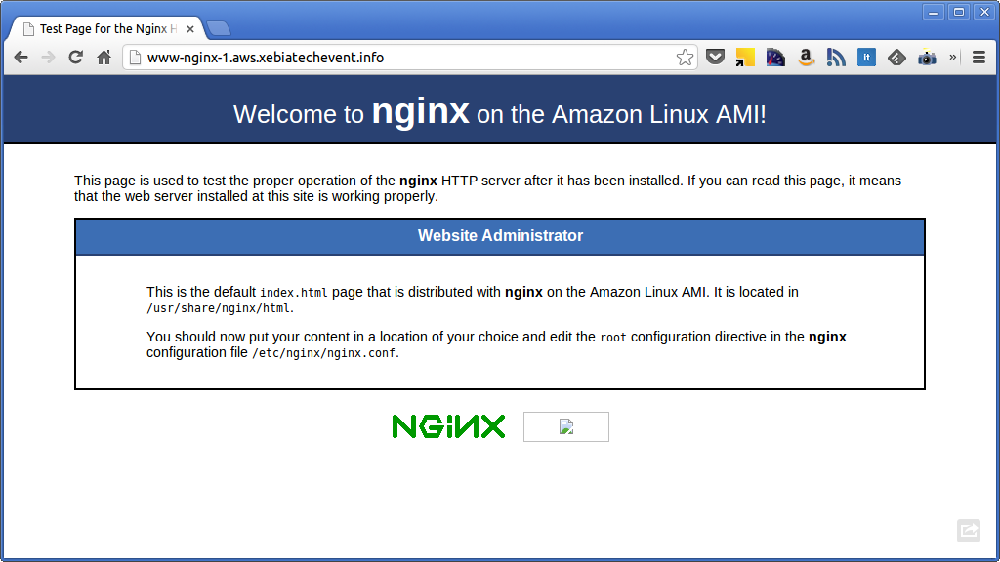 Test Page for the Nginx H
www-nginx-1.aws.xebiatechevent.info
it
»
Welcome to nginx on the Amazon Linux AMI!
This page is used to test the proper operation of the nginx HTTP server after it has been installed. If you can read this page, it means
that the web server installed at this site is working properly.
Website Administrator
This is the default index.html page that is distributed with nginx on the Amazon Linux AMI. It is located in
/usr/share/nginx/html.
You should now put your content in a location of your choice and edit the root configuration directive in the nginx
configuration file /etc/nginx/nginx.conf.
NGINX